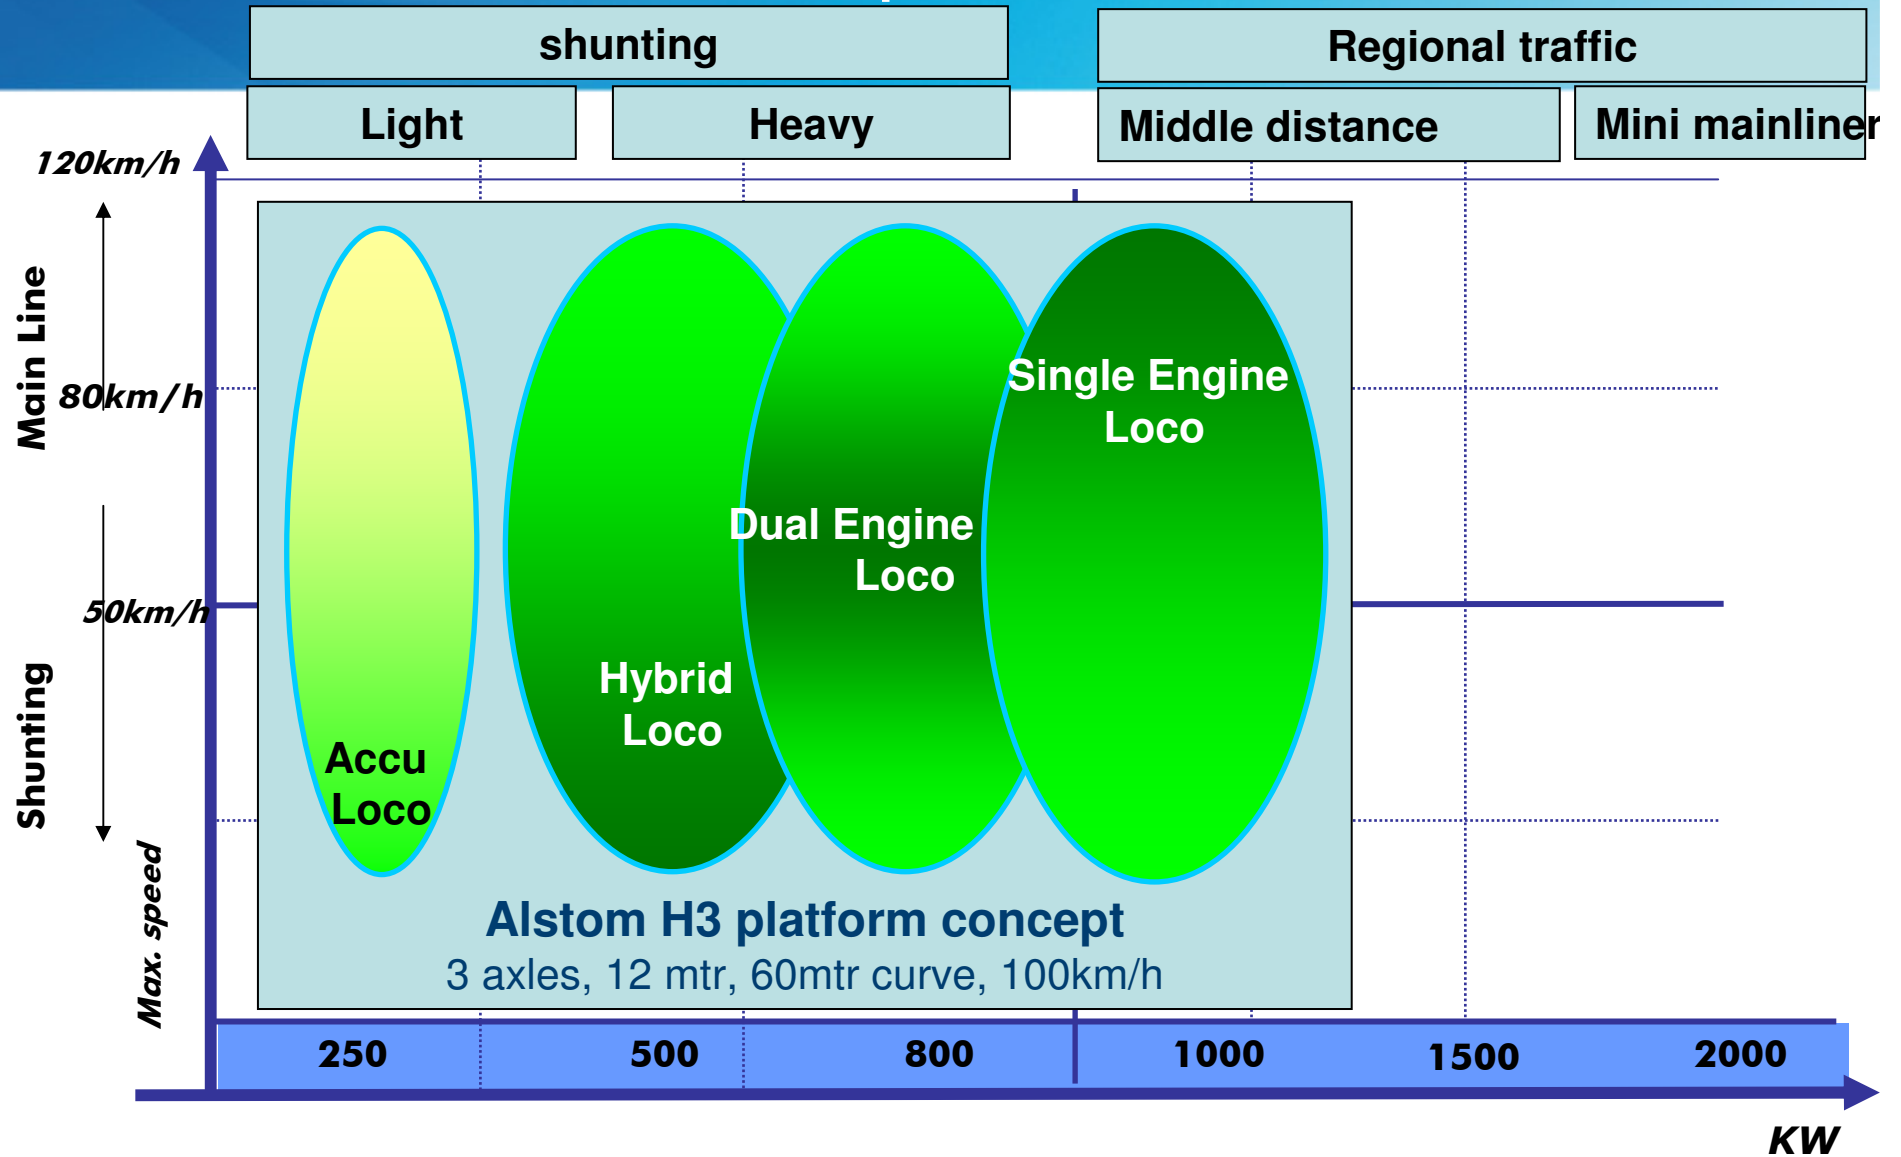 shunting
Regional traffic
Light
Heavy
Middle distance
Mini mainliner
120km/h
Main Line
80km/h
Single Engine
Loco
Dual Engine
Loco
50km/h
Hybrid
Loco
Shunting
Accu
Loco
Max. speed
Alstom H3 platform concept
3 axles, 12 mtr, 60mtr curve, 100km/h
250
500
800
1000
1500
2000
KW